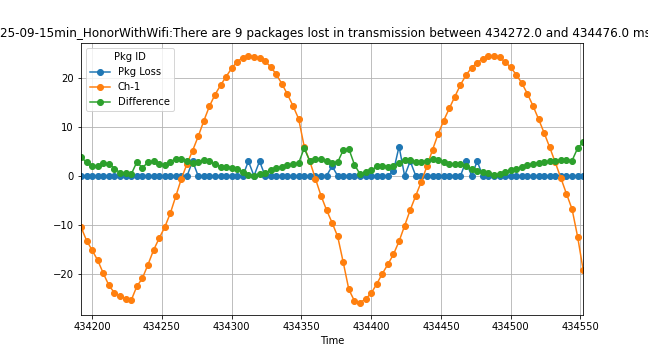 25-09-15min_HonorWithWifi:There are 9 packages lost in transmission between 434272.0 and 434476.0 ms
Pkg ID
Pkg Loss
Ch-1
Difference
20
10
0
−10
−20
434200 434250 434300 434350 434400 434450 434500 434550
Time